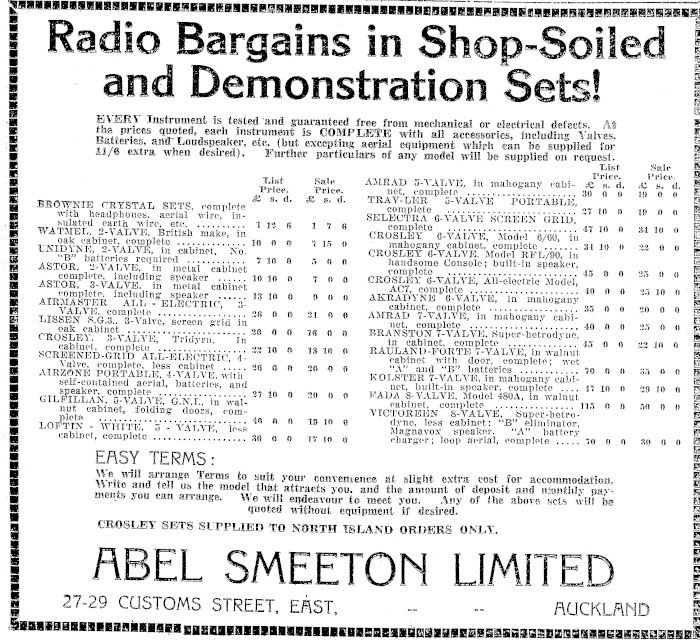 Radio Bargains in Shop-Soiled
and Demonstration Sets!
EVERY Instrument is tested and guaranteed free from mechanical or electrical defects. At
the prices quoted, each instrument is COMPLETE with all accessories, including Valves,
Batteries, and Loudspeaker, etc. (but excepting aerial equipment which can be supplied for
11/6 extra when desired). Further particulars of any model will be supplied on request.
List Sale
Price. Price.
£ s. d. £ s. d.
BROWNIE CRYSTAL SETS, complete
with headphones, aerial wire, in-
sulated earth wire, etc. ...... 1 12 6 1 7 6
WATMEL, 2-VALVE, British make, in
oak cabinet, complete ........... 10 0 0 7 15 0
UNIDYNE, 2-VALVE, in cabinet. No.
"B" batteries required ....... 7 10 0 5 0 0
ASTOR, 2-VALVE, in metal cabinet
complete, including speaker ..... 10 10 0 7 0 0
ASTOR, 3-VALVE, in metal cabinet
complete, including speaker ...... 13 10 0 9 0 0
AIRMASTER ALL - ELECTRIC, 3-
VALVE, complete ................ 26 0 0 21 0 0
LISSEN S.G.3., 3-Valve, screen grid in
oak cabinet ..................... 28 0 0 16 0 0
CROSLEY, 3-VALVE, Tridyrn. In
cabinet, complete ................ 22 10 0 13 10 0
SCREENED-GRID ALL-ELECTRIC, 4-
Valve, complete, less cabinet .... 26 0 0 20 0 0
AIRZONE PORTABLE, 4-VALVE, with
self-contained aerial, batteries, and
speaker, complete ............... 27 10 0 20 0 0
GILFILLAN, 5-VALVE, G.N.I., in wal-
nut cabinet, folding doors, com-
plete ............................ 40 0 0 19 10 0
LOFTIN - WHITE, 5 - VALVE, less
cabinet, complete ............... 30 0 0 17 10 0
List Sale
Price. Price.
£ s. d. £ s. d.
AMRAD 5-VALVE, in mahogany cabi-
net, complete .................... 30 0 0 19 0 0
TRAV-LER 5-VALVE PORTABLE,
complete ......................... 27 10 0 19 0 0
SELECTRA 6-VALVE SCREEN GRID,
complete ......................... 47 10 0 34 10 0
CROSLEY 6-VALVE, Model 6/60, in
mahogany cabinet, complete ..... 34 10 0 22 0 0
CROSLEY 6-VALVE. Model RFL/90, in
handsome Console; built-in speaker,
complete ........................ 45 0 0 25 0 0
CROSLEY 6-VALVE, All-electric Model,
AC7, complete ................... 40 0 0 25 10 0
AKRADYNE 6-VALVE, in mahogany
cabinet, complete ............... 35 0 0 20 0 0
AMRAD 7-VALVE, in mahogany cabi-
net, complete .................... 40 0 0 25 0 0
BRANSTON 7-VALVE, Super-hetrodyne,
in cabinet, complete ............. 45 0 0 22 10 0
RAULAND-FORTE 7-VALVE, in walnut
cabinet with door, complete; wet
"A" and "B" batteries .......... 70 0 0 35 0 0
KOLSTER 7-VALVE, in mahogany cabi-
net, built-in speaker, complete .... 47 10 0 29 10 0
FADA 8-VALVE, Model 480A, in walnut
cabinet, complete ................ 115 0 0 50 0 0
VICTOREEN 8-VALVE, Super-hetro-
dyne, less cabinet; "B" eliminator,
Magnavox speaker, "A" battery
charger; loop aerial, complete ..... 70 0 0 30 0 0
EASY TERMS:
We will arrange Terms to suit your convenience at slight extra cost for accommodation.
Write and tell us the model that attracts you, and the amount of deposit and monthly pay-
ments you can arrange. We will endeavour to meet you. Any of the above sets will be
quoted without equipment if desired.
CROSLEY SETS SUPPLIED TO NORTH ISLAND ORDERS ONLY.
ABEL SMEETON LIMITED
27-29 CUSTOMS STREET, EAST, -- -- AUCKLAND